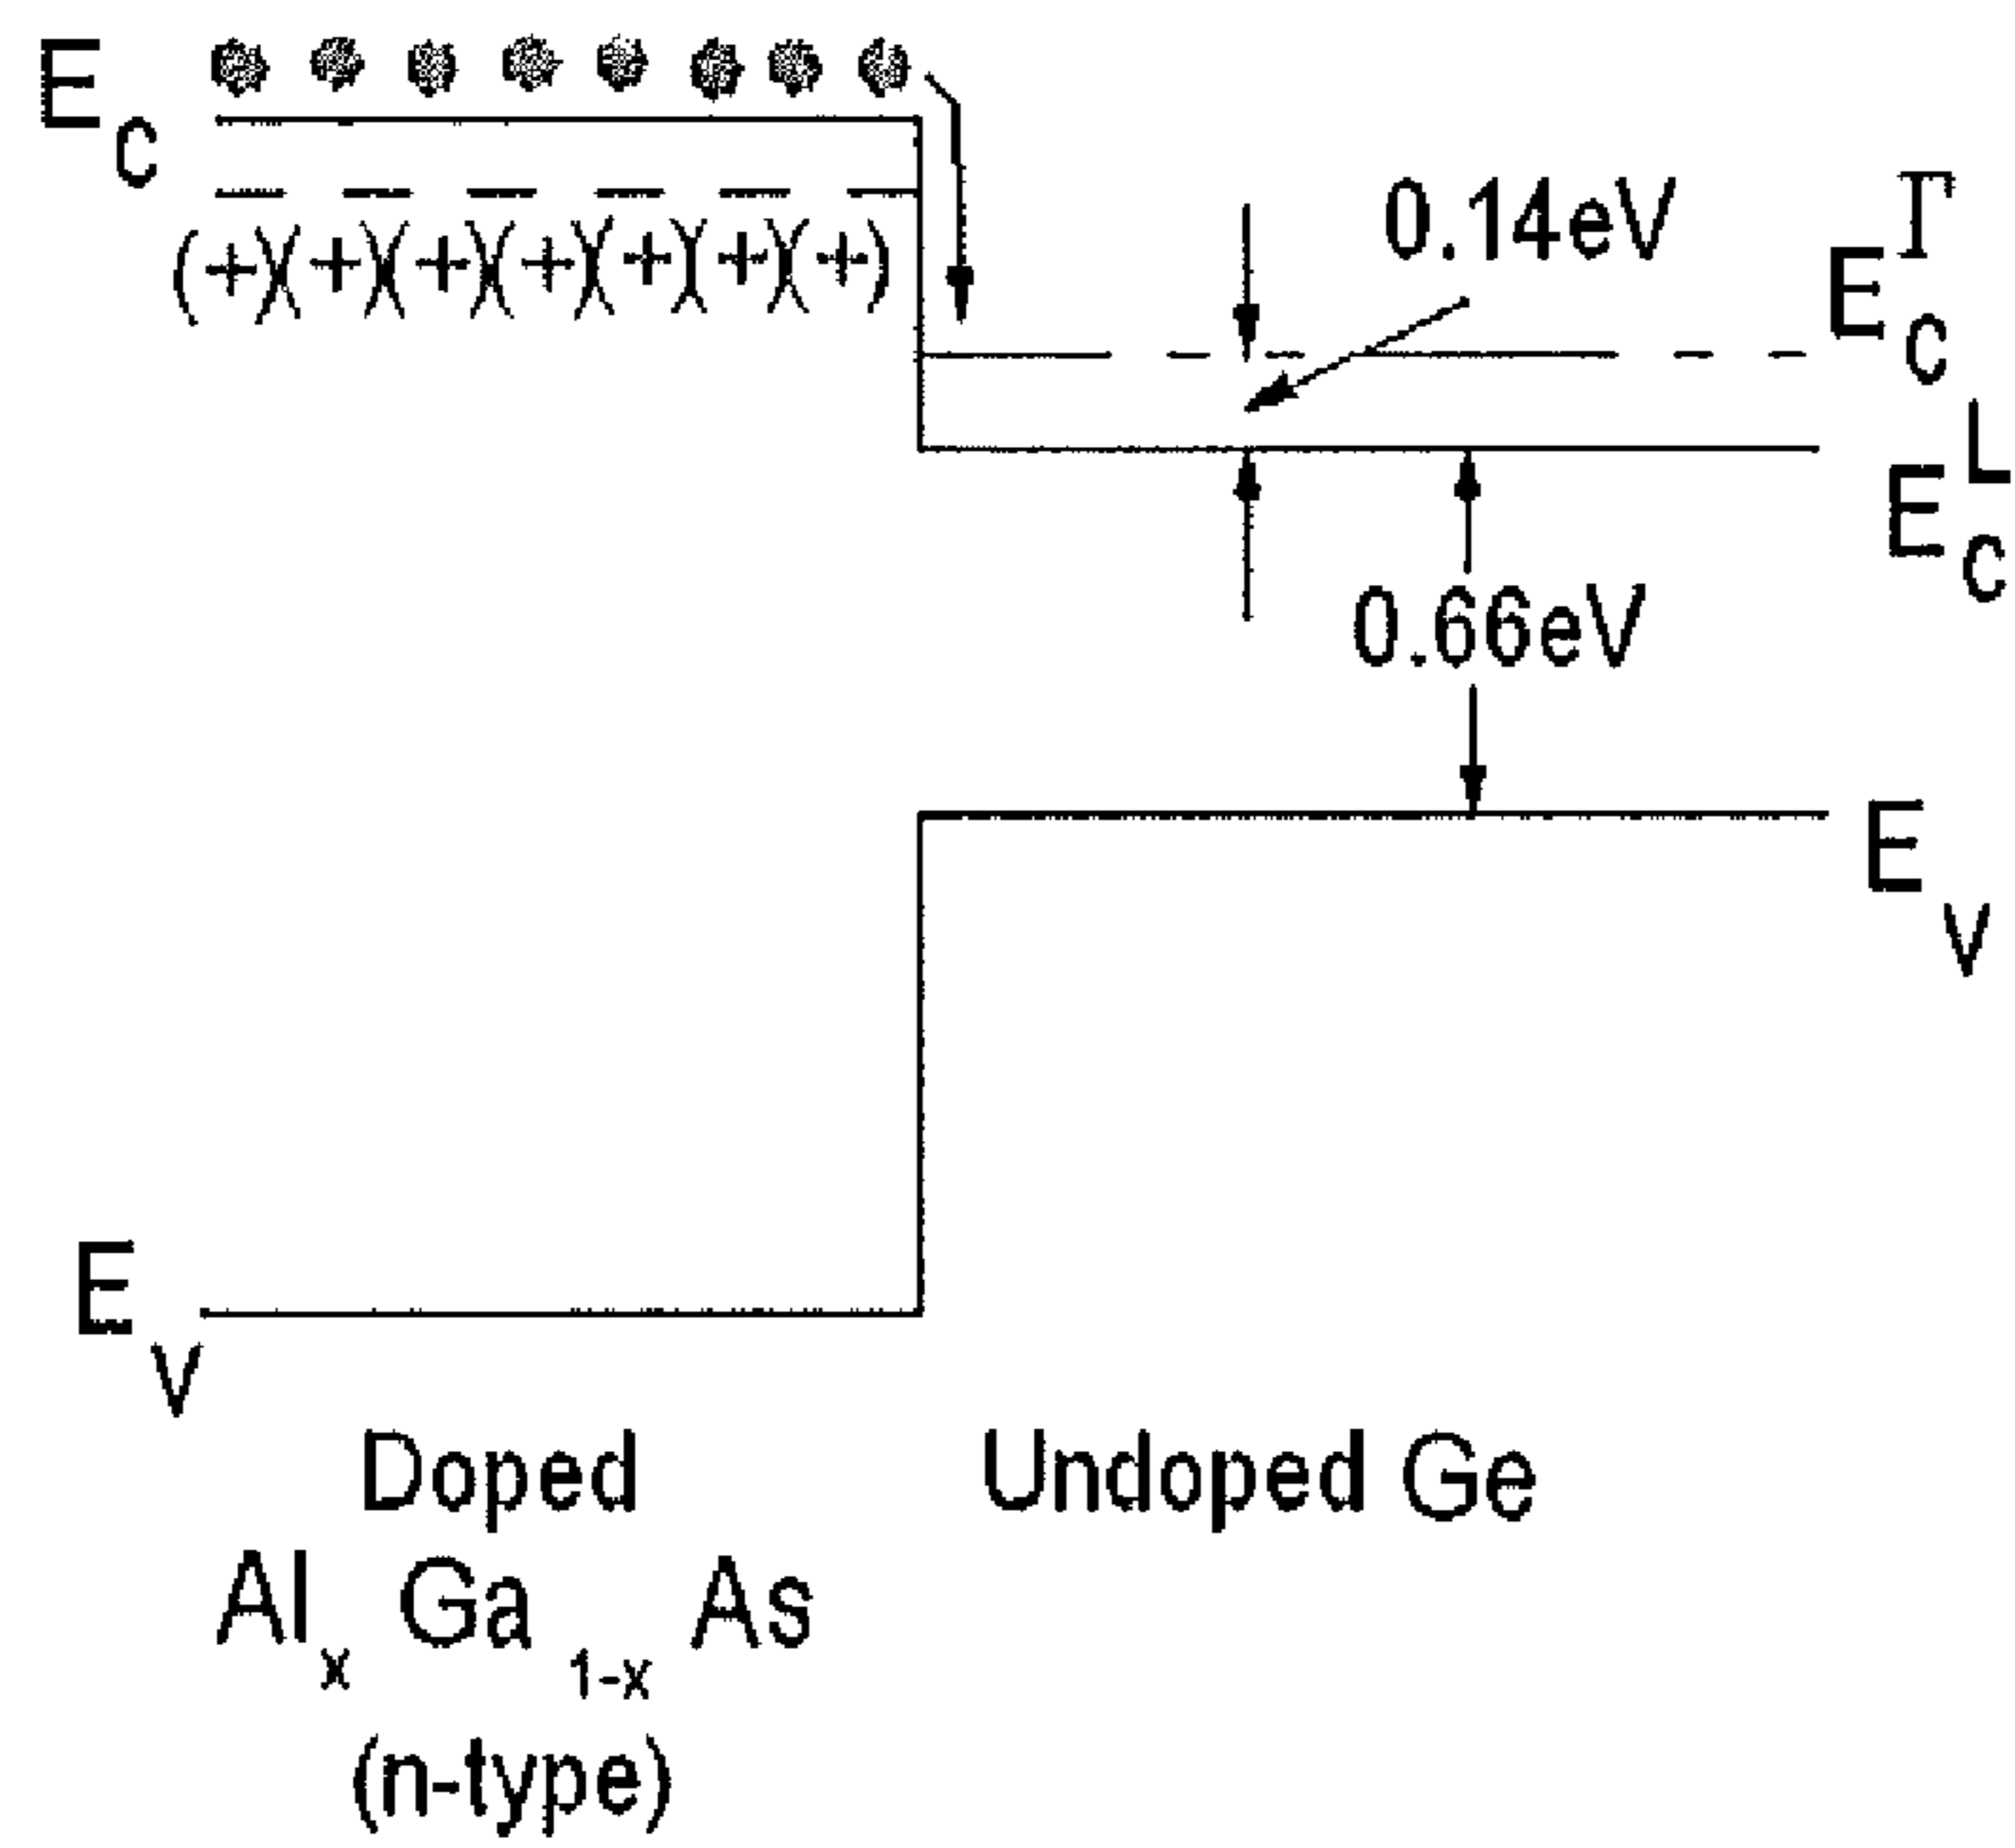 E_C
(+)(+)(+)(+)(+)(+)(+)
0.14eV
E_C^Γ
E_C^L
0.66eV
E_V
E_V
Doped
Al_x Ga_1-x As
(n-type)
Undoped Ge